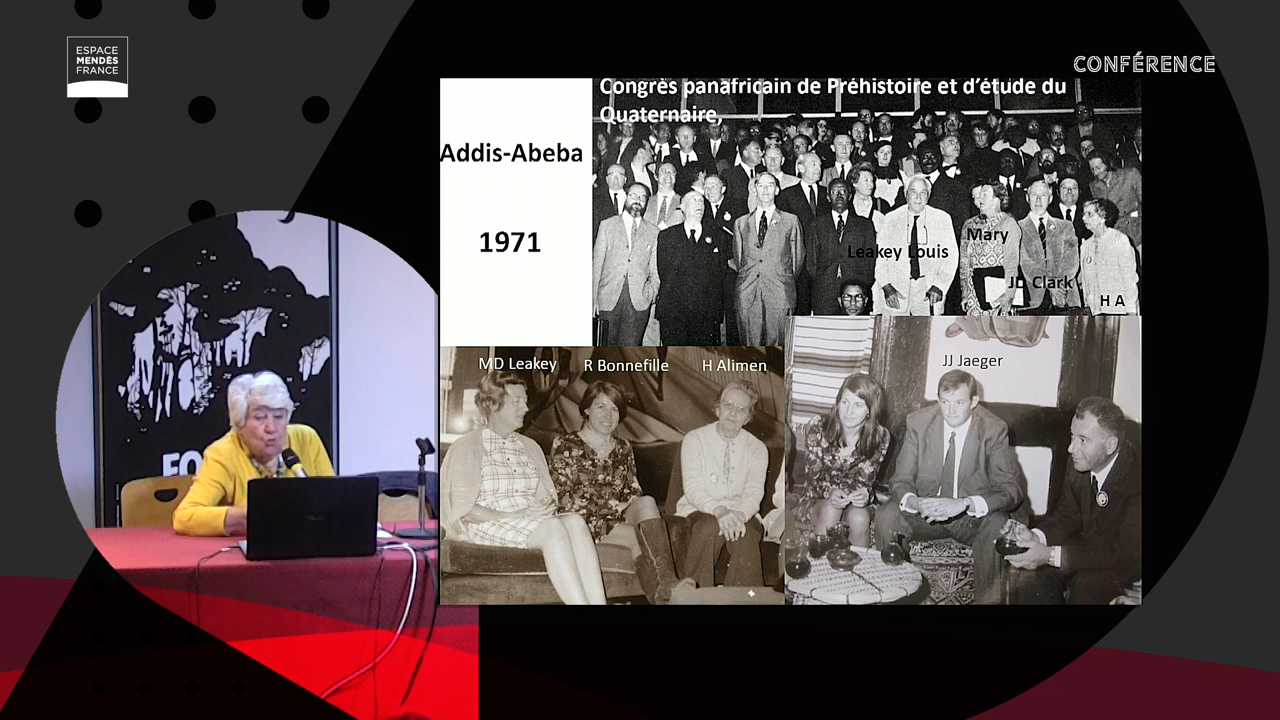 ESPACE
MENDÈS
FRANCE
CONFÉRENCE
Congrès panafricain de Préhistoire et d'étude du
Quaternaire,
Addis-Abeba
1971
Leakey Louis
Mary
JD Clark
H A
MD Leakey
R Bonnefille
H Alimen
JJ Jaeger
FO